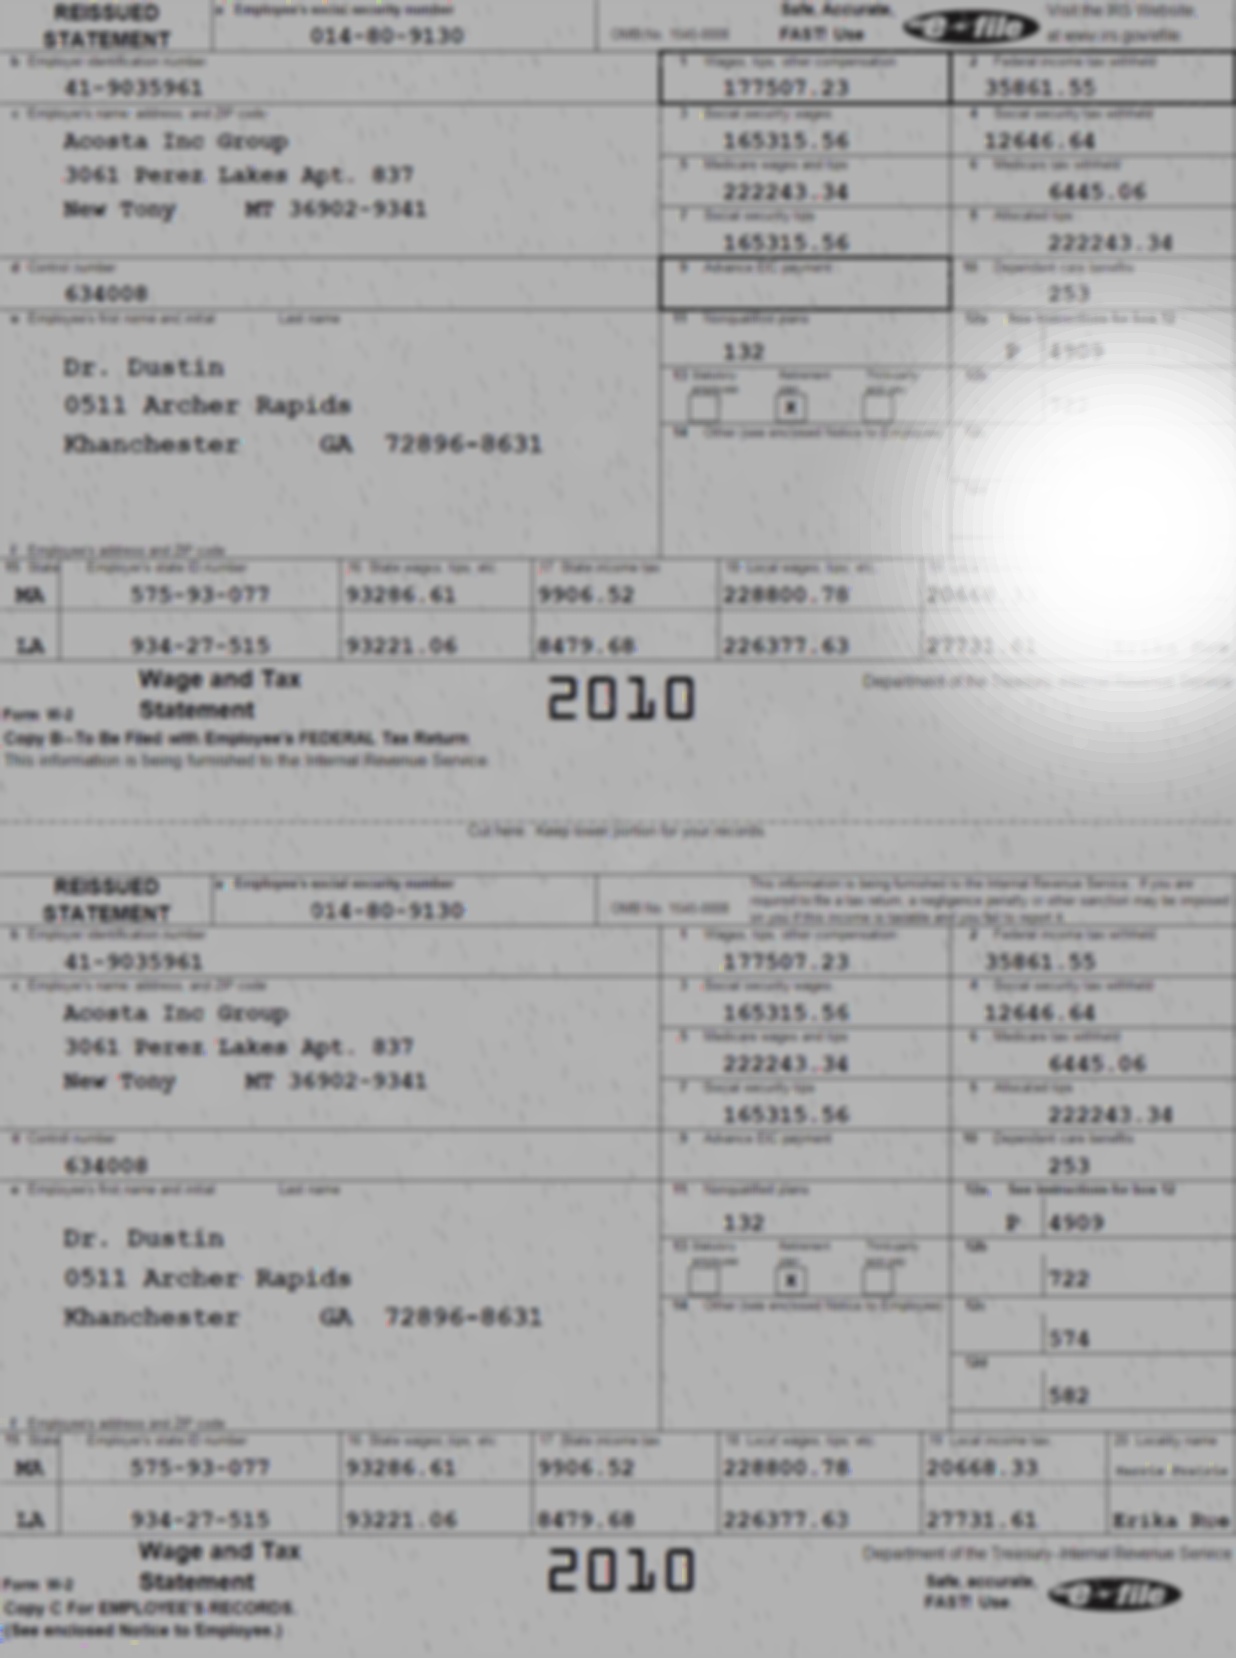 REISSUED STATEMENT
a Employee's social security number
014-80-9130
OMB No. 1545-0008
Safe, Accurate, FAST! Use
e-file
Visit the IRS Website at www.irs.gov/efile.
b Employer identification number
41-9035961
1 Wages, tips, other compensation
177507.23
2 Federal income tax withheld
35861.55
c Employer's name, address, and ZIP code
Acosta Inc Group
3061 Perez Lakes Apt. 837
New Tony MT 36902-9341
3 Social security wages
165315.56
4 Social security tax withheld
12646.64
5 Medicare wages and tips
222243.34
6 Medicare tax withheld
6445.06
7 Social security tips
165315.56
8 Allocated tips
222243.34
d Control number
634008
9 Advance EIC payment
10 Dependent care benefits
253
e Employee's first name and initial Last name
Dr. Dustin
0511 Archer Rapids
Khanchester GA 72896-8631
11 Nonqualified plans
132
12a See instructions for box 12
P 4909
13 Statutory employee
Retirement plan
X
Third-party sick pay
722
14 Other (see enclosed Notice to Employee)
f Employee's address and ZIP code
15 State Employer's state ID number
16 State wages, tips, etc.
17 State income tax
18 Local wages, tips, etc.
MA 575-93-077 93286.61 9906.52 228800.78 20668.33
LA 934-27-515 93221.06 8479.68 226377.63 27731.61
Form W-2
Wage and Tax Statement
2010
Department of the Treasury-Internal Revenue Service
Copy B-To Be Filed with Employee's FEDERAL Tax Return
This information is being furnished to the Internal Revenue Service.
Cut here. Keep lower portion for your records.
REISSUED STATEMENT
a Employee's social security number
014-80-9130
OMB No. 1545-0008
This information is being furnished to the Internal Revenue Service. If you are
required to file a tax return, a negligence penalty or other sanction may be imposed
on you if this income is taxable and you fail to report it.
b Employer identification number
41-9035961
1 Wages, tips, other compensation
177507.23
2 Federal income tax withheld
35861.55
c Employer's name, address, and ZIP code
Acosta Inc Group
3061 Perez Lakes Apt. 837
New Tony MT 36902-9341
3 Social security wages
165315.56
4 Social security tax withheld
12646.64
5 Medicare wages and tips
222243.34
6 Medicare tax withheld
6445.06
7 Social security tips
165315.56
8 Allocated tips
222243.34
d Control number
634008
9 Advance EIC payment
10 Dependent care benefits
253
e Employee's first name and initial Last name
Dr. Dustin
0511 Archer Rapids
Khanchester GA 72896-8631
11 Nonqualified plans
132
12a See instructions for box 12
P 4909
13 Statutory employee
Retirement plan
X
Third-party sick pay
12b
722
14 Other (see enclosed Notice to Employee)
12c
574
12d
582
f Employee's address and ZIP code
15 State Employer's state ID number
16 State wages, tips, etc.
17 State income tax
18 Local wages, tips, etc.
19 Local income tax
20 Locality name
MA 575-93-077 93286.61 9906.52 228800.78 20668.33 Prairie
LA 934-27-515 93221.06 8479.68 226377.63 27731.61 Erika Rue
Form W-2
Wage and Tax Statement
2010
Department of the Treasury-Internal Revenue Service
Copy C For EMPLOYEE'S RECORDS.
(See enclosed Notice to Employee.)
Safe, accurate, FAST! Use
e-file